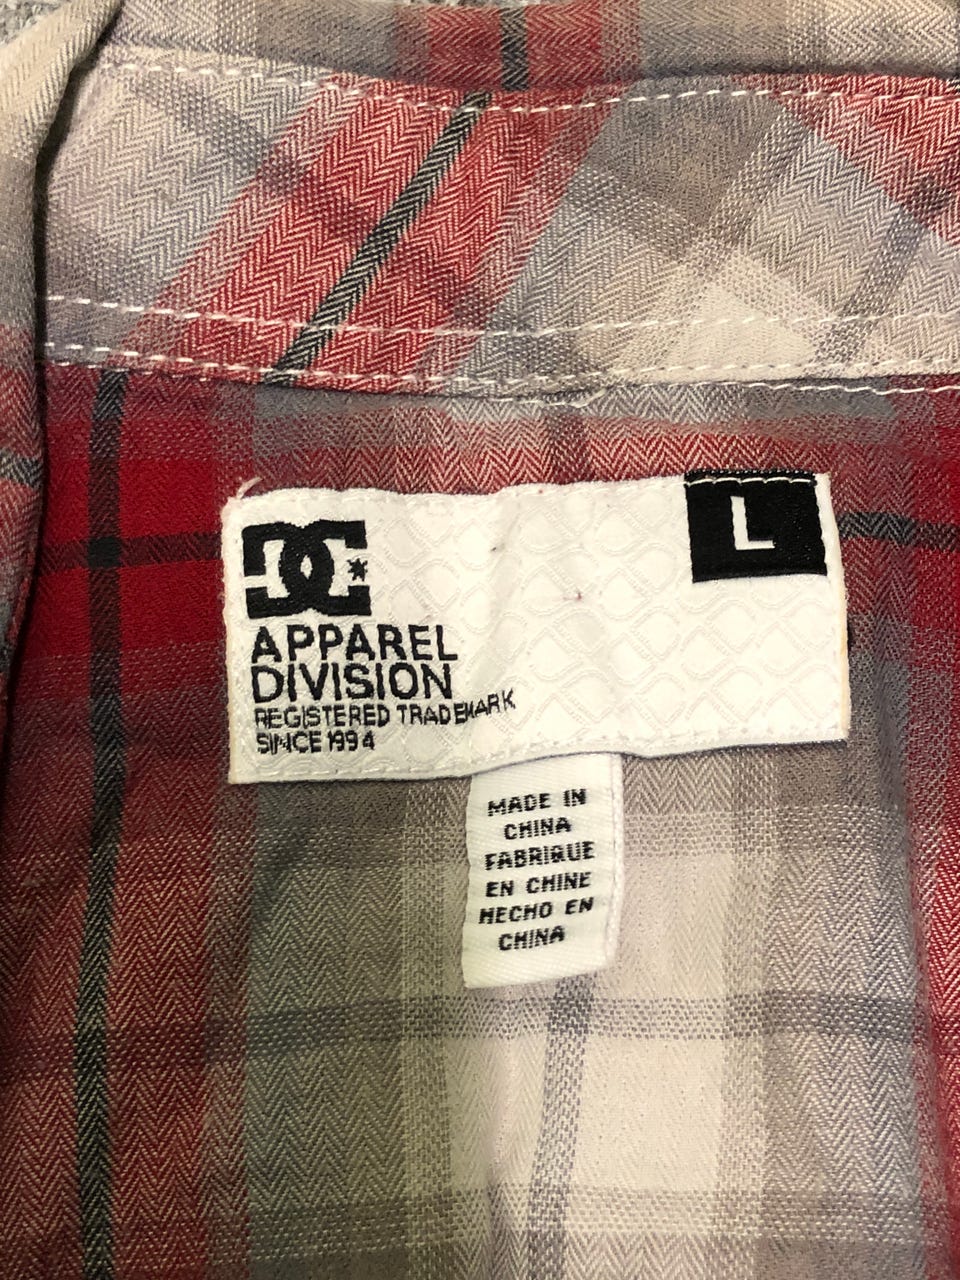 DC
L
APPAREL
DIVISION
REGISTERED TRADEMARK
SINCE 1994
MADE IN
CHINA
FABRIQUE
EN CHINE
HECHO EN
CHINA